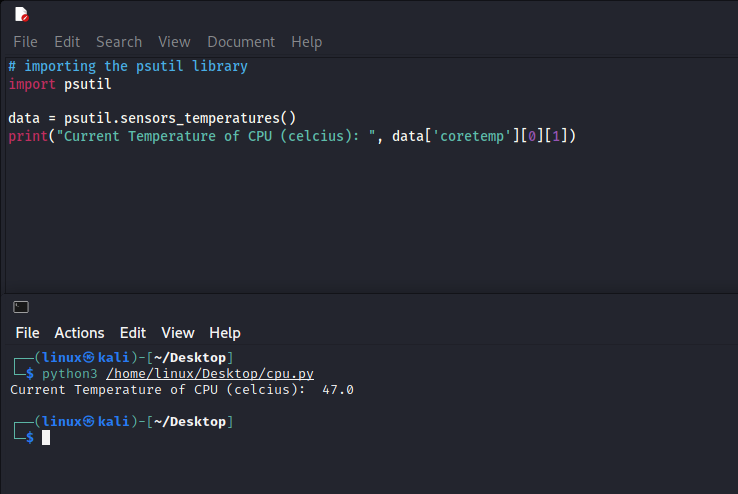 File Edit Search View Document Help
# importing the psutil library
import psutil
data = psutil.sensors_temperatures()
print("Current Temperature of CPU (celcius): ", data['coretemp'][0][1])
File Actions Edit View Help
┌──(linux㉿kali)-[~/Desktop]
└─$ python3 /home/linux/Desktop/cpu.py
Current Temperature of CPU (celcius):  47.0
┌──(linux㉿kali)-[~/Desktop]
└─$